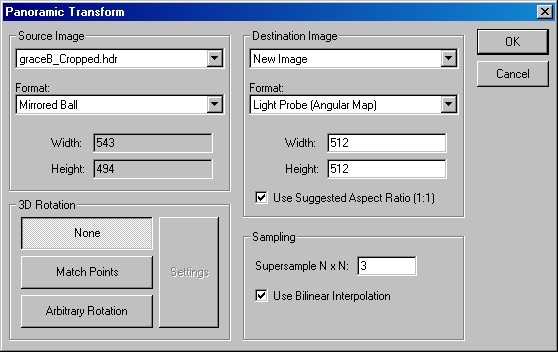 Panoramic Transform
Source Image
graceB_Cropped.hdr
Format:
Mirrored Ball
Width: 543
Height: 494
3D Rotation
None
Match Points
Arbitrary Rotation
Settings
Destination Image
New Image
Format:
Light Probe (Angular Map)
Width: 512
Height: 512
Use Suggested Aspect Ratio (1:1)
Sampling
Supersample N x N: 3
Use Bilinear Interpolation
OK
Cancel